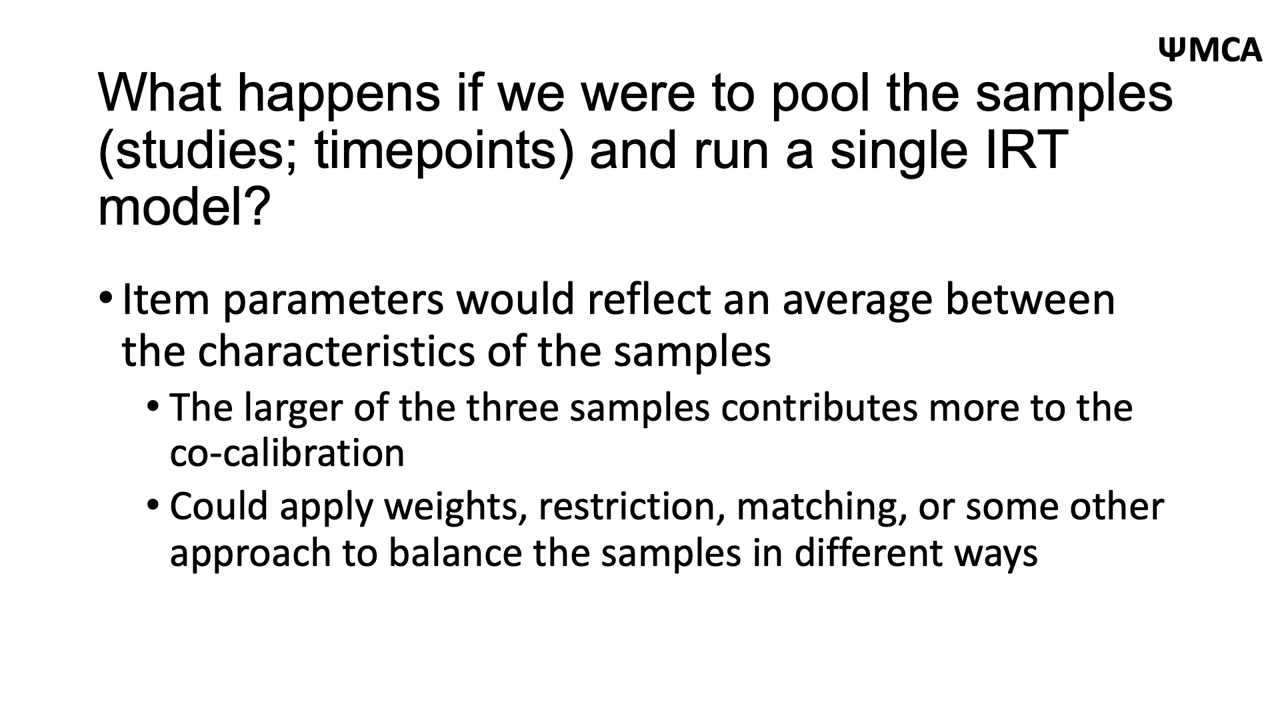 ΨMCA
What happens if we were to pool the samples
(studies; timepoints) and run a single IRT
model?
• Item parameters would reflect an average between
the characteristics of the samples
• The larger of the three samples contributes more to the
co-calibration
• Could apply weights, restriction, matching, or some other
approach to balance the samples in different ways